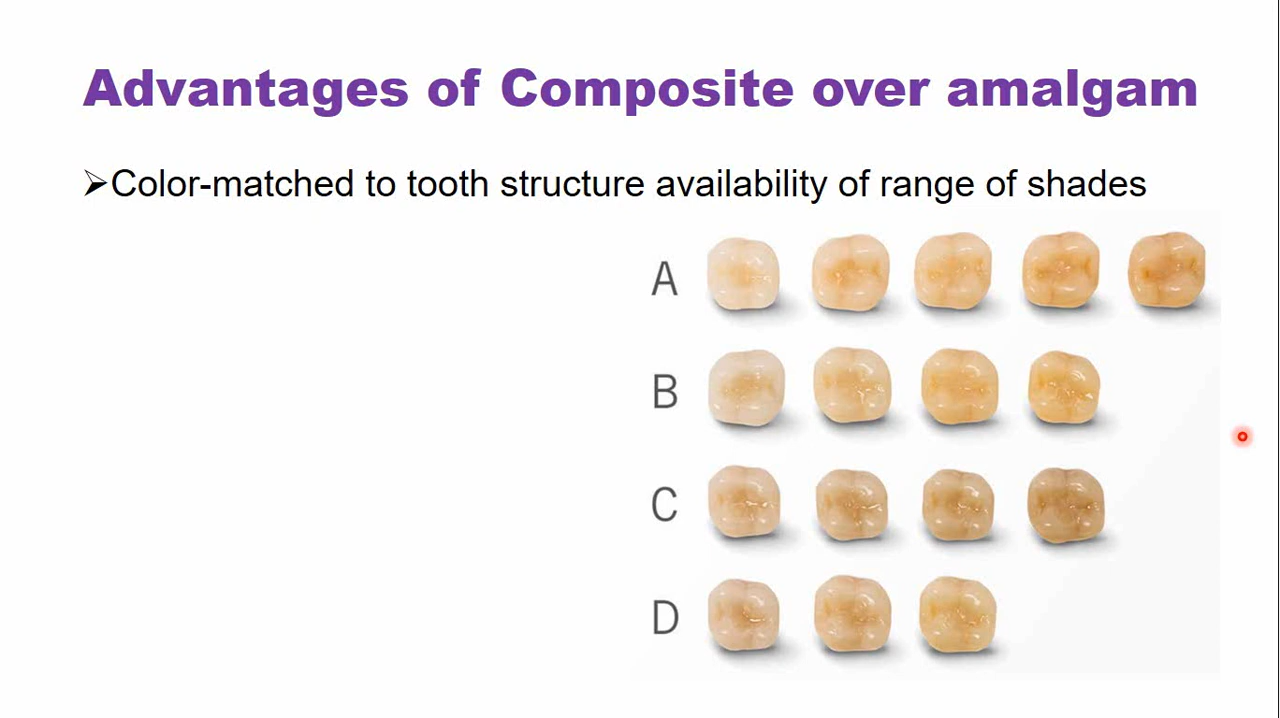 Advantages of Composite over amalgam
➢Color-matched to tooth structure availability of range of shades
A
B
C
D